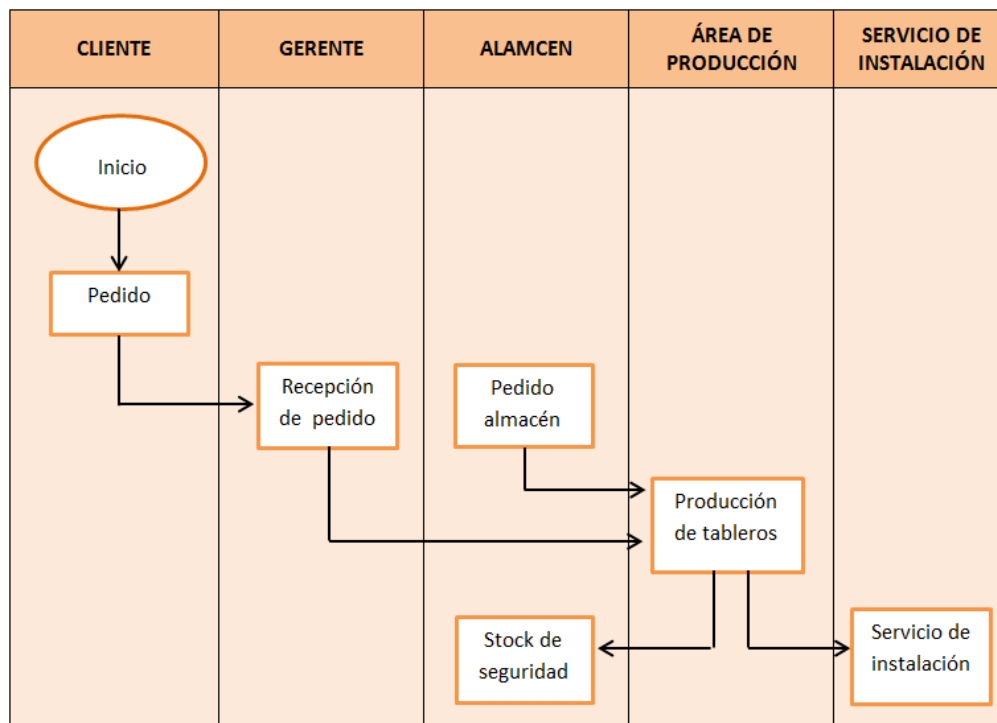 CLIENTE
GERENTE
ALAMCEN
ÁREA DE
PRODUCCIÓN
SERVICIO DE
INSTALACIÓN
Inicio
Pedido
Recepción
de pedido
Pedido
almacén
Producción
de tableros
Stock de
seguridad
Servicio de
instalación